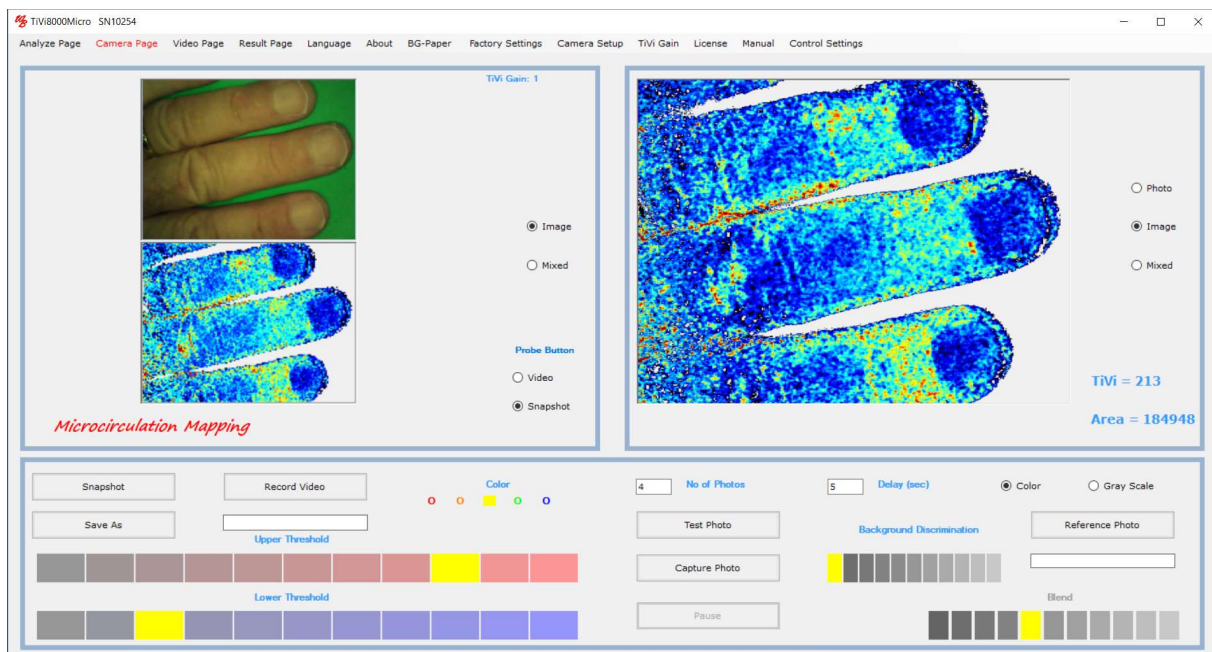 TiVi8000Micro SN10254
Analyze Page Camera Page Video Page Result Page Language About BG-Paper Factory Settings Camera Setup TiVi Gain License Manual Control Settings
TiVi Gain: 1
Image
Mixed
Probe Button
Video
Snapshot
Microcirculation Mapping
Photo
Image
Mixed
TiVi = 213
Area = 184948
Snapshot
Record Video
Color
O O O O
Save As
Upper Threshold
Lower Threshold
4 No of Photos
5 Delay (sec)
Color
Gray Scale
Test Photo
Background Discrimination
Reference Photo
Capture Photo
Blend
Pause